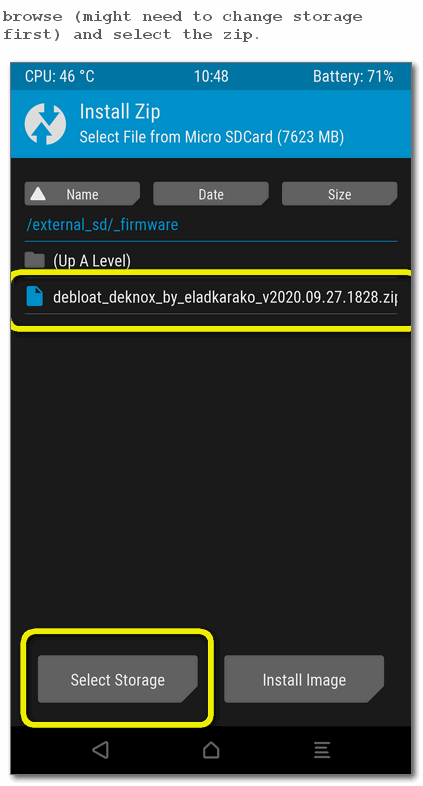 browse (might need to change storage
first) and select the zip.
CPU: 46 °C 10:48 Battery: 71%
Install Zip
Select File from Micro SDCard (7623 MB)
Name Date Size
/external_sd/_firmware
(Up A Level)
debloat_deknox_by_eladkarako_v2020.09.27.1828.zip
Select Storage Install Image